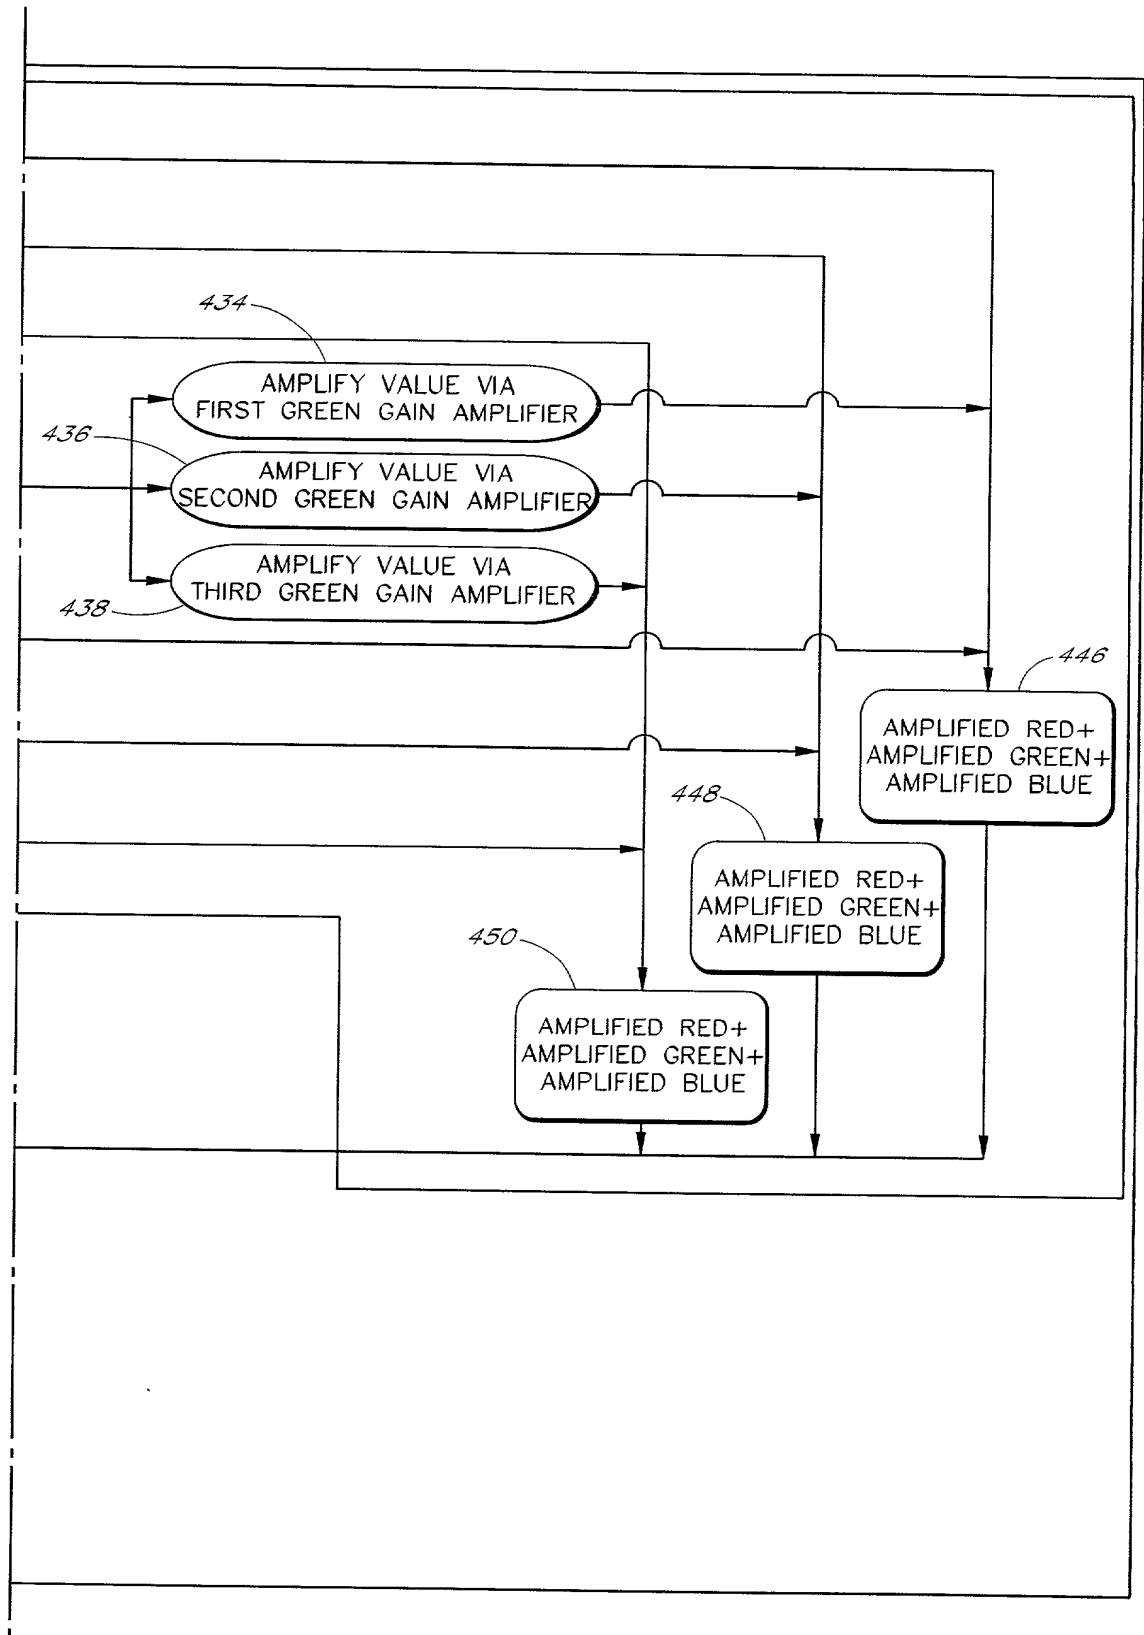 434
AMPLIFY VALUE VIA
FIRST GREEN GAIN AMPLIFIER
436
AMPLIFY VALUE VIA
SECOND GREEN GAIN AMPLIFIER
AMPLIFY VALUE VIA
THIRD GREEN GAIN AMPLIFIER
438
446
AMPLIFIED RED+
AMPLIFIED GREEN+
AMPLIFIED BLUE
448
AMPLIFIED RED+
AMPLIFIED GREEN+
AMPLIFIED BLUE
450
AMPLIFIED RED+
AMPLIFIED GREEN+
AMPLIFIED BLUE